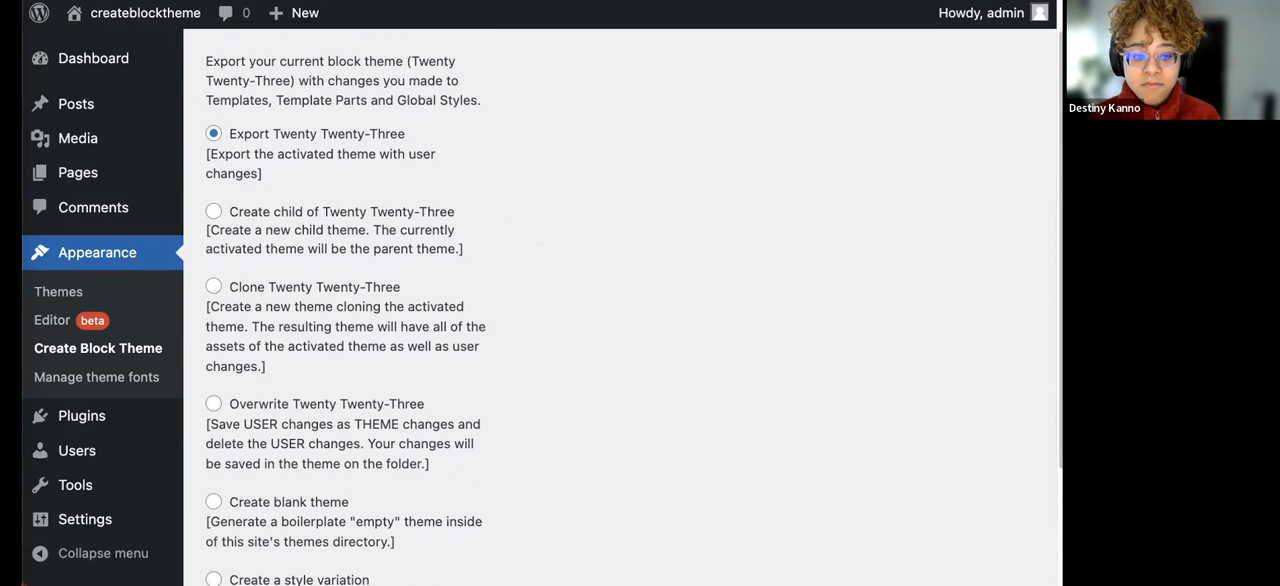 createblocktheme 0 New Howdy, admin
Destiny Kanno
Dashboard
Posts
Media
Pages
Comments
Appearance
Themes
Editor beta
Create Block Theme
Manage theme fonts
Plugins
Users
Tools
Settings
Collapse menu
Export your current block theme (Twenty
Twenty-Three) with changes you made to
Templates, Template Parts and Global Styles.
Export Twenty Twenty-Three
[Export the activated theme with user
changes]
Create child of Twenty Twenty-Three
[Create a new child theme. The currently
activated theme will be the parent theme.]
Clone Twenty Twenty-Three
[Create a new theme cloning the activated
theme. The resulting theme will have all of the
assets of the activated theme as well as user
changes.]
Overwrite Twenty Twenty-Three
[Save USER changes as THEME changes and
delete the USER changes. Your changes will
be saved in the theme on the folder.]
Create blank theme
[Generate a boilerplate "empty" theme inside
of this site's themes directory.]
Create a style variation